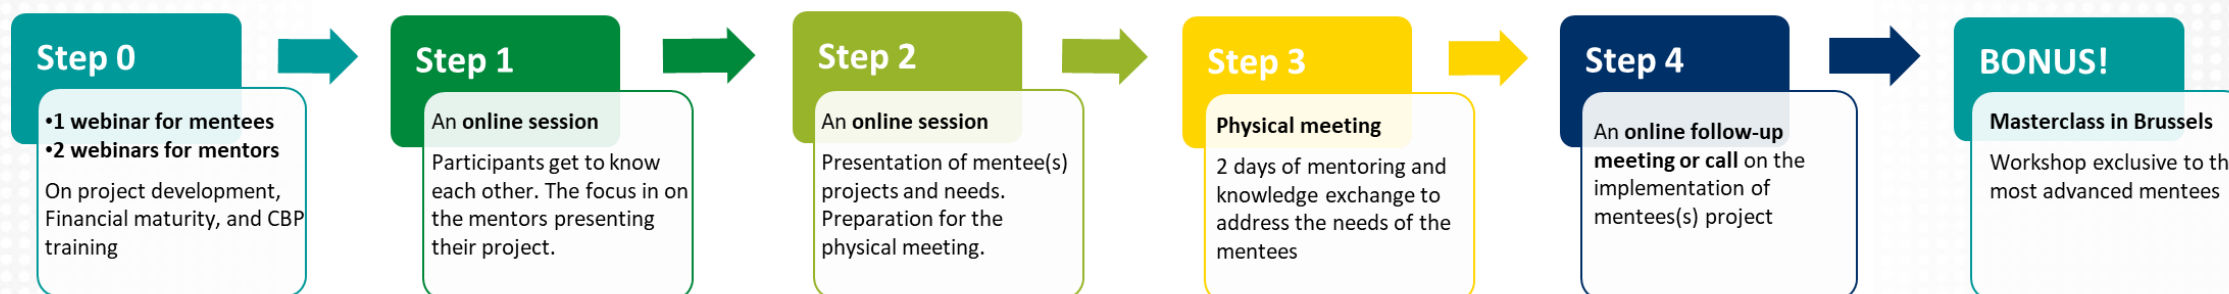 Step 0
•1 webinar for mentees
•2 webinars for mentors
On project development,
Financial maturity, and CBP
training
Step 1
An online session
Participants get to know
each other. The focus in on
the mentors presenting
their project.
Step 2
An online session
Presentation of mentee(s)
projects and needs.
Preparation for the
physical meeting.
Step 3
Physical meeting
2 days of mentoring and
knowledge exchange to
address the needs of the
mentees
Step 4
An online follow-up
meeting or call on the
implementation of
mentees(s) project
BONUS!
Masterclass in Brussels
Workshop exclusive to th
most advanced mentees